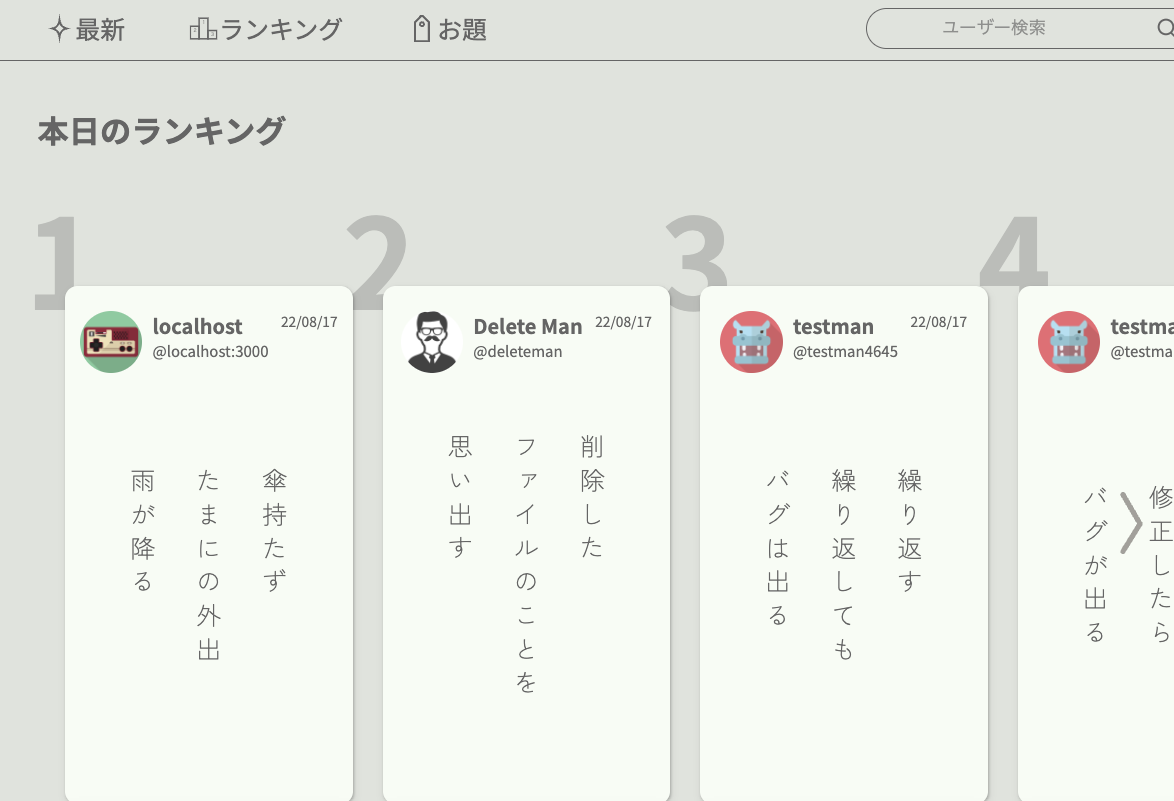 最新
ランキング
お題
ユーザー検索
本日のランキング
1
localhost
22/08/17
@localhost:3000
傘持たず
たまにの外出
雨が降る
2
Delete Man
22/08/17
@deleteman
削除した
ファイルのことを
思い出す
3
testman
22/08/17
@testman4645
繰り返す
繰り返しても
バグは出る
4
testma
@testma
修正したら
バグが出る